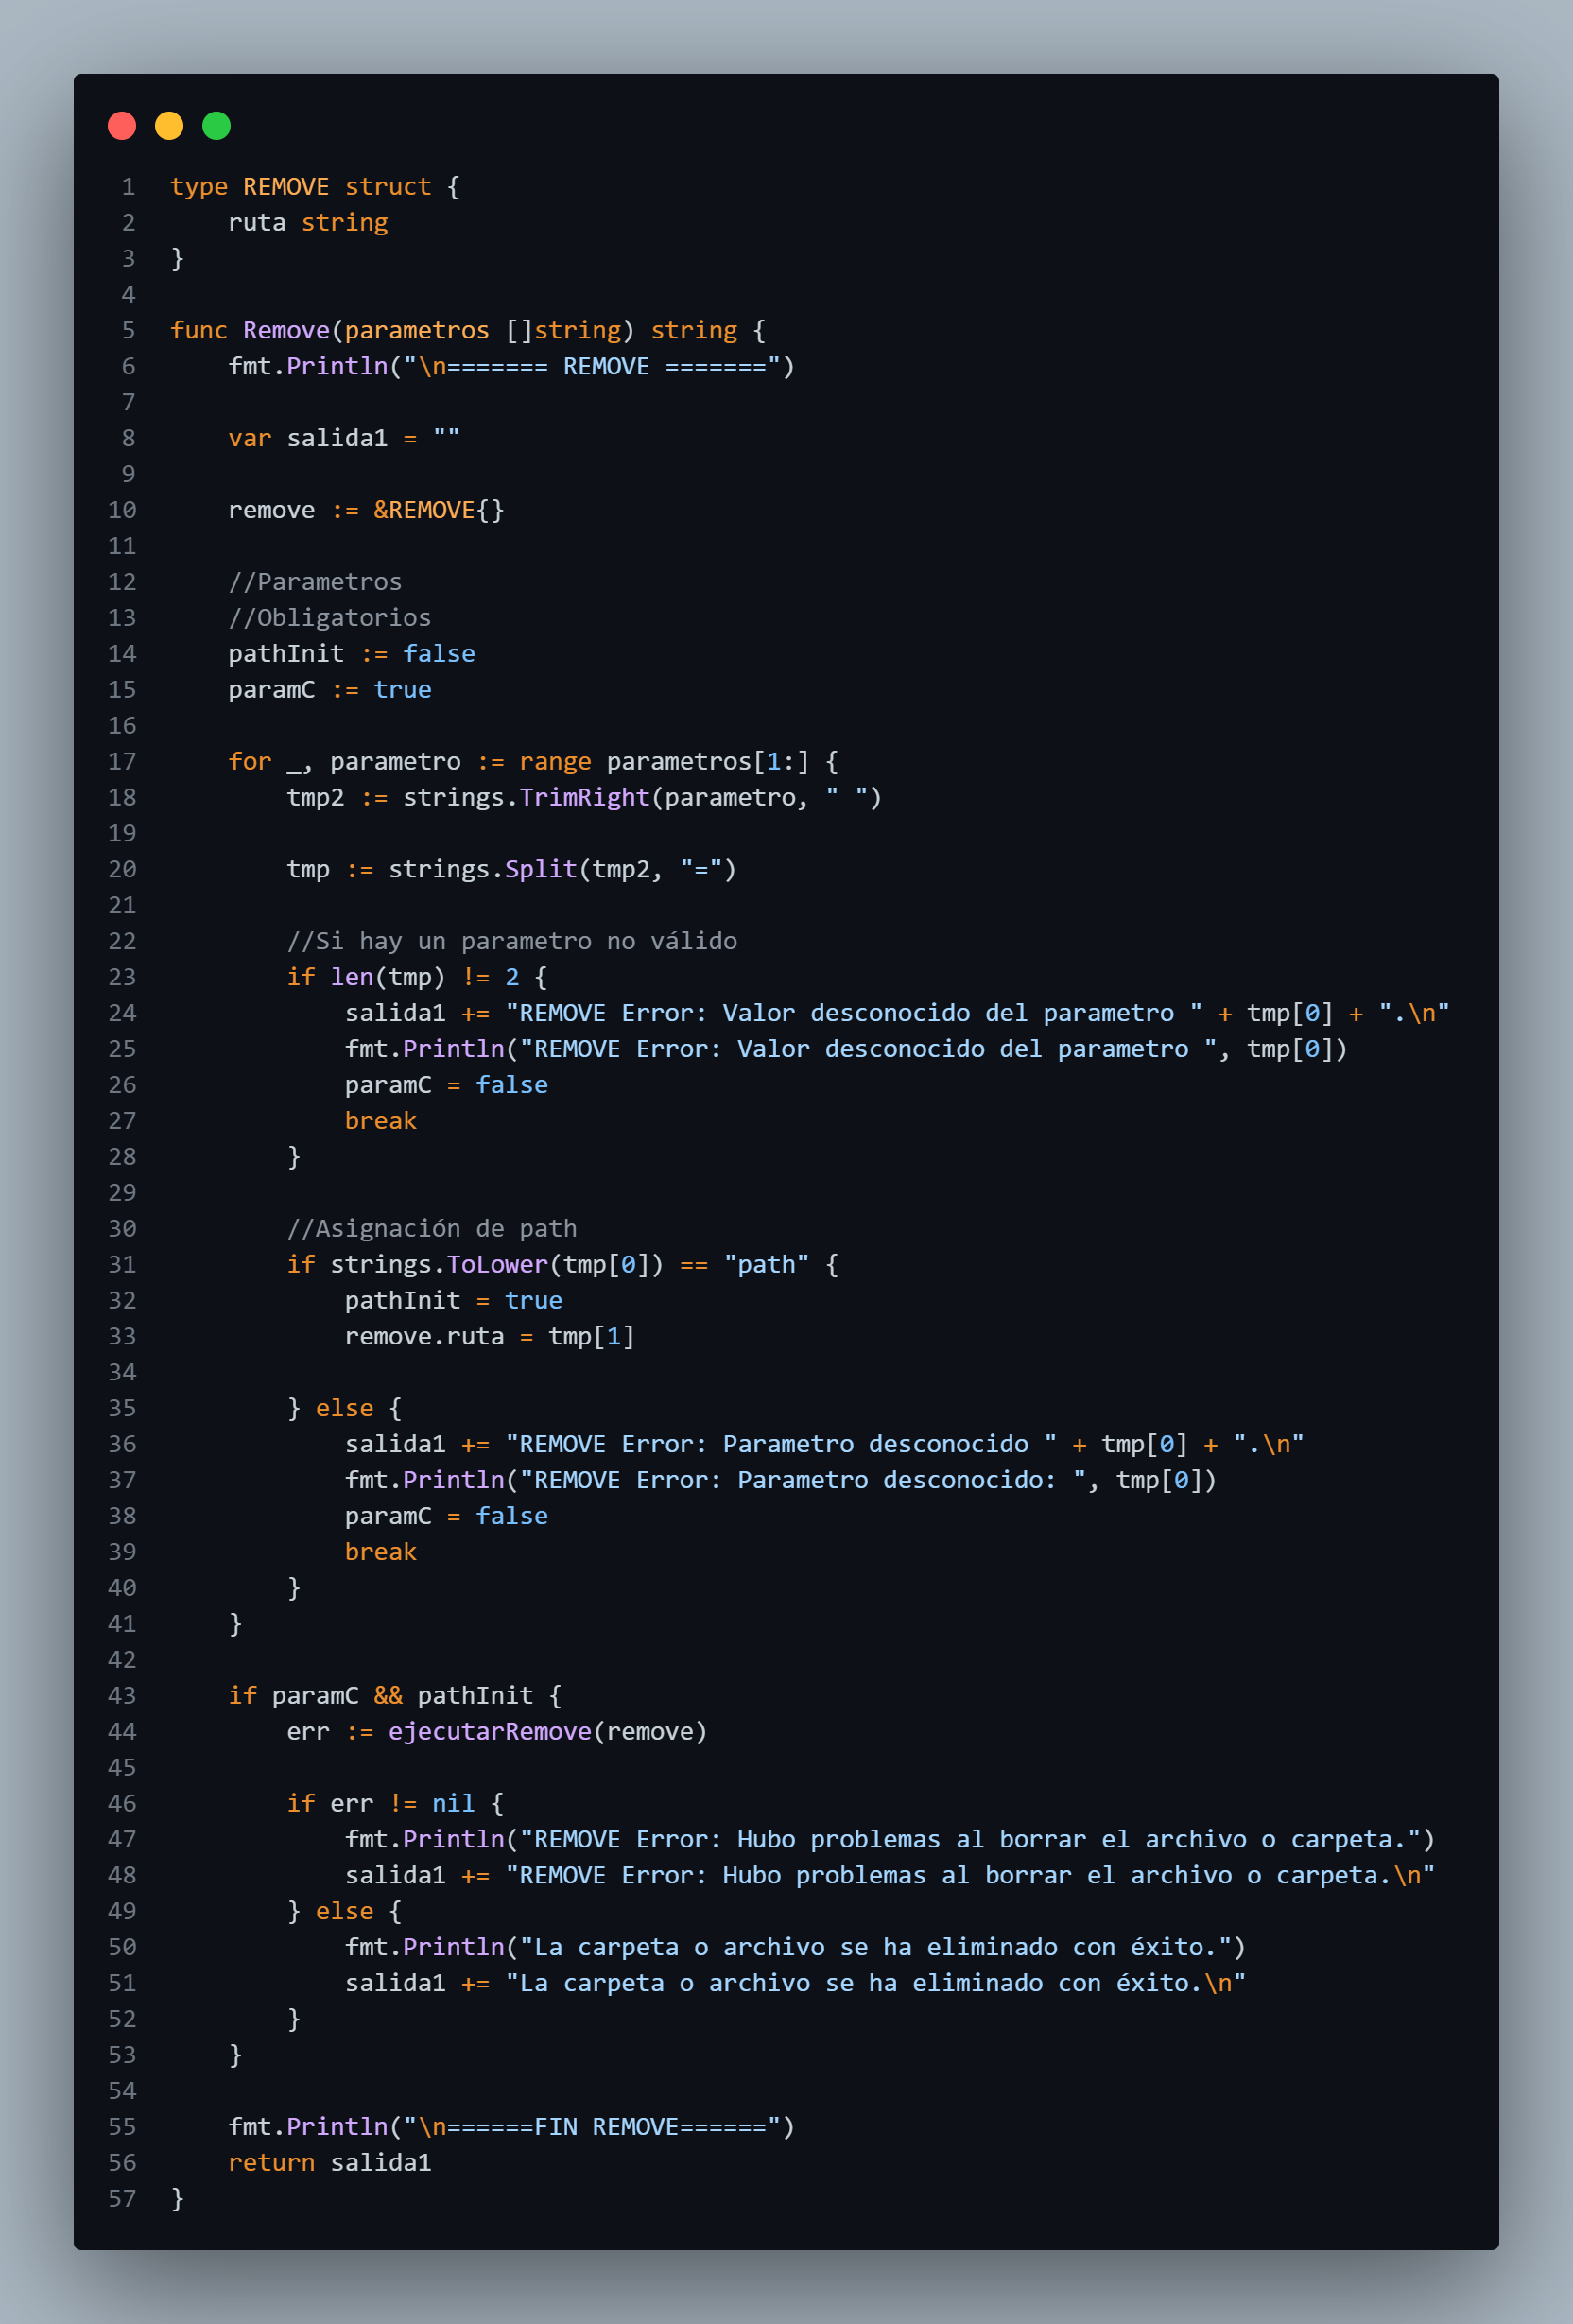 1 type REMOVE struct {
2     ruta string
3 }
4
5 func Remove(parametros []string) string {
6     fmt.Println("\n======= REMOVE =======")
7
8     var salida1 = ""
9
10     remove := &REMOVE{}
11
12     //Parametros
13     //Obligatorios
14     pathInit := false
15     paramC := true
16
17     for _, parametro := range parametros[1:] {
18         tmp2 := strings.TrimRight(parametro, " ")
19
20         tmp := strings.Split(tmp2, "=")
21
22         //Si hay un parametro no válido
23         if len(tmp) != 2 {
24             salida1 += "REMOVE Error: Valor desconocido del parametro " + tmp[0] + ".\n"
25             fmt.Println("REMOVE Error: Valor desconocido del parametro ", tmp[0])
26             paramC = false
27             break
28         }
29
30         //Asignación de path
31         if strings.ToLower(tmp[0]) == "path" {
32             pathInit = true
33             remove.ruta = tmp[1]
34
35         } else {
36             salida1 += "REMOVE Error: Parametro desconocido " + tmp[0] + ".\n"
37             fmt.Println("REMOVE Error: Parametro desconocido: ", tmp[0])
38             paramC = false
39             break
40         }
41     }
42
43     if paramC && pathInit {
44         err := ejecutarRemove(remove)
45
46         if err != nil {
47             fmt.Println("REMOVE Error: Hubo problemas al borrar el archivo o carpeta.")
48             salida1 += "REMOVE Error: Hubo problemas al borrar el archivo o carpeta.\n"
49         } else {
50             fmt.Println("La carpeta o archivo se ha eliminado con éxito.")
51             salida1 += "La carpeta o archivo se ha eliminado con éxito.\n"
52         }
53     }
54
55     fmt.Println("\n======FIN REMOVE======")
56     return salida1
57 }